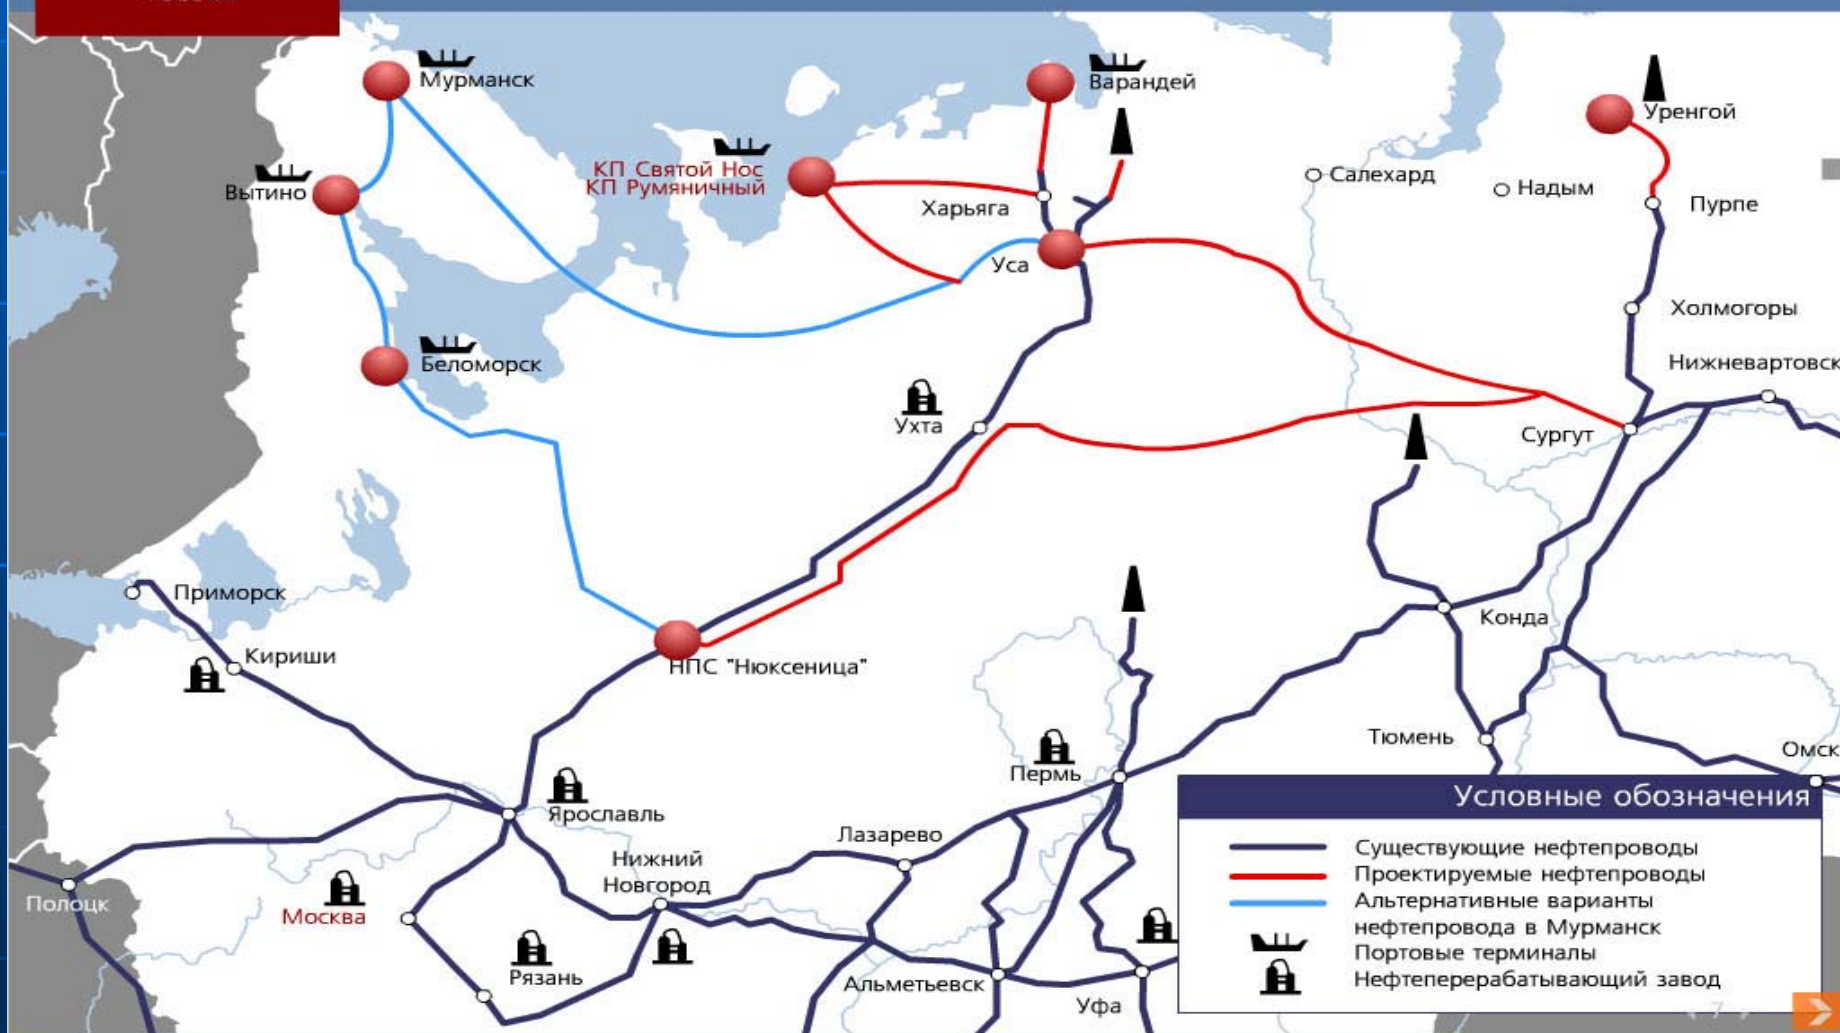 Мурманск
Варандей
Уренгой
КП Святой Нос
КП Румяничный
Салехард
Надым
Вытино
Харьяга
Пурпе
Уса
Холмогоры
Беломорск
Нижневартовск
Ухта
Сургут
Приморск
Конда
Кириши
НПС "Нюксеница"
Тюмень
Омск
Пермь
Ярославль
Лазарево
Нижний
Новгород
Полоцк
Москва
Рязань
Альметьевск
Уфа
Условные обозначения
Существующие нефтепроводы
Проектируемые нефтепроводы
Альтернативные варианты
нефтепровода в Мурманск
Портовые терминалы
Нефтеперерабатывающий завод
7